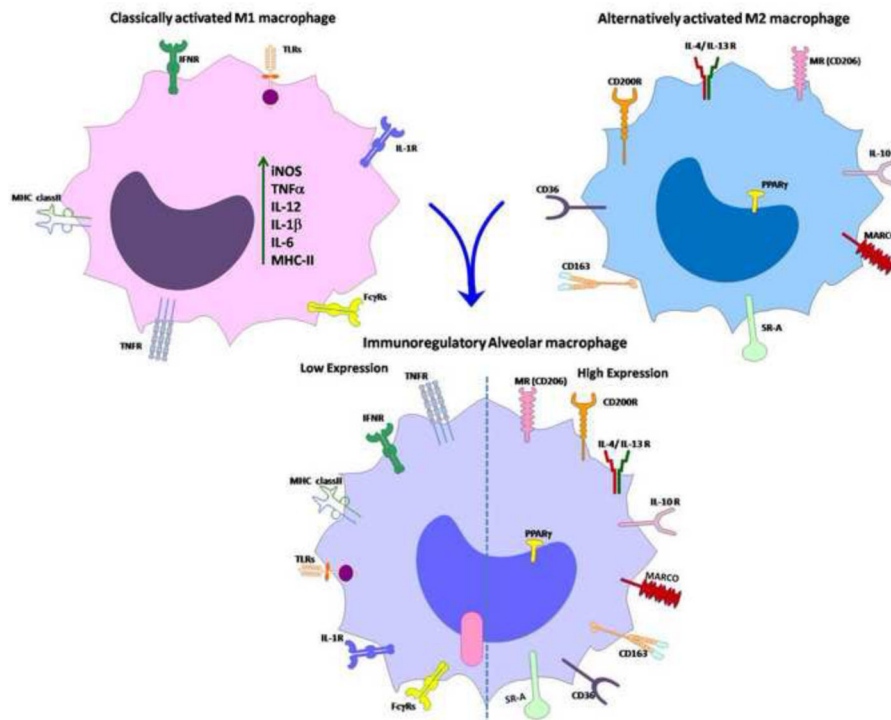 Classically activated M1 macrophage
IFNR
TLRs
IL-1R
MHC classII
iNOS
TNFα
IL-12
IL-1β
IL-6
MHC-II
FcγRs
TNFR
Alternatively activated M2 macrophage
IL-4/IL-13 R
MR (CD206)
CD200R
IL-10
CD36
PPARγ
MARCO
CD163
SR-A
Immunoregulatory Alveolar macrophage
Low Expression
High Expression
TNFR
IFNR
MHC classII
TLRs
IL-1R
FcγRs
MR (CD206)
CD200R
IL-4/IL-13 R
IL-10 R
PPARγ
MARCO
CD163
CD36
SR-A